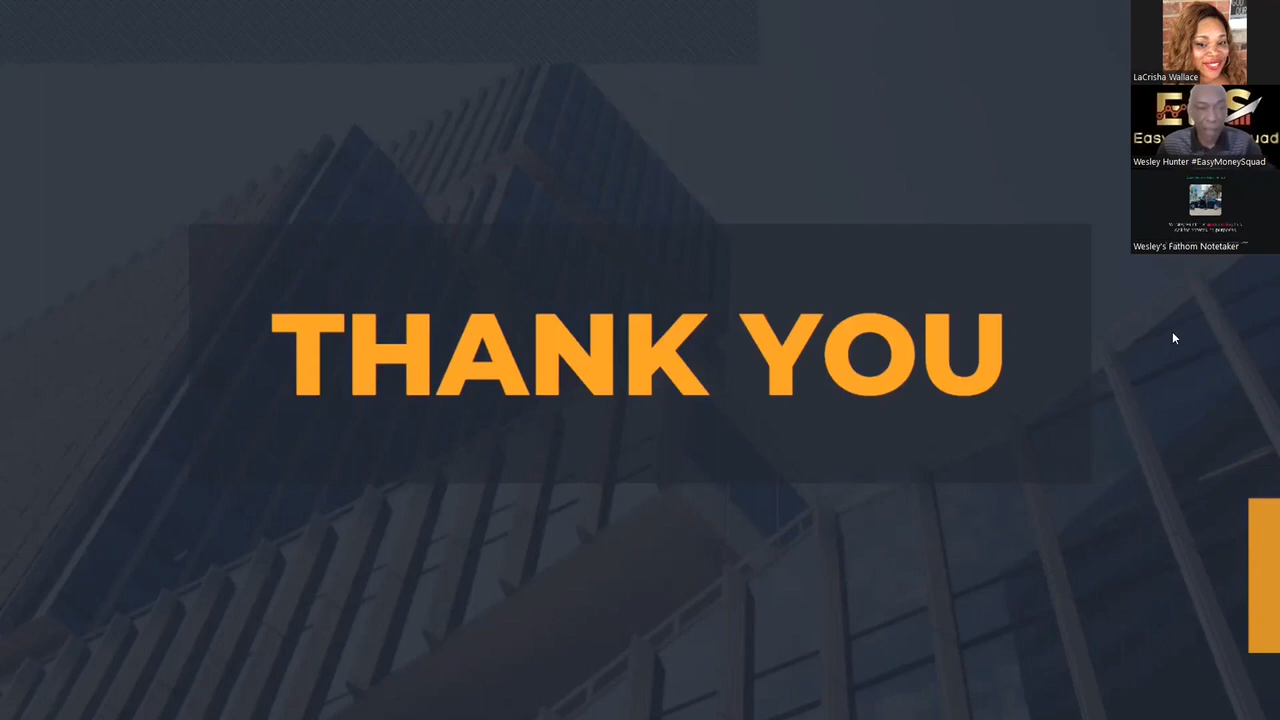 THANK YOU
LaCrisha Wallace
Wesley Hunter #EasyMoneySquad
Wesley's Fathom Notetaker